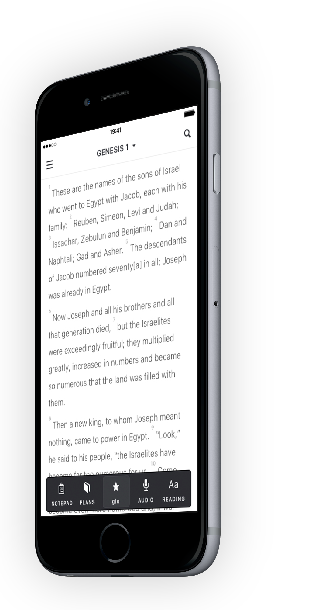 19:41
GENESIS 1
1 These are the names of the sons of Israel
who went to Egypt with Jacob, each with his
family: 2 Reuben, Simeon, Levi and Judah;
3 Issachar, Zebulun and Benjamin; 4 Dan and
Naphtali; Gad and Asher. 5 The descendants
of Jacob numbered seventy[a] in all; Joseph
was already in Egypt.
6 Now Joseph and all his brothers and all
that generation died, 7 but the Israelites
were exceedingly fruitful; they multiplied
greatly, increased in numbers and became
so numerous that the land was filled with
them.
8 Then a new king, to whom Joseph meant
nothing, came to power in Egypt. 9 "Look,"
he said to his people, "the Israelites have
NOTEPAD PLANS glo AUDIO READING